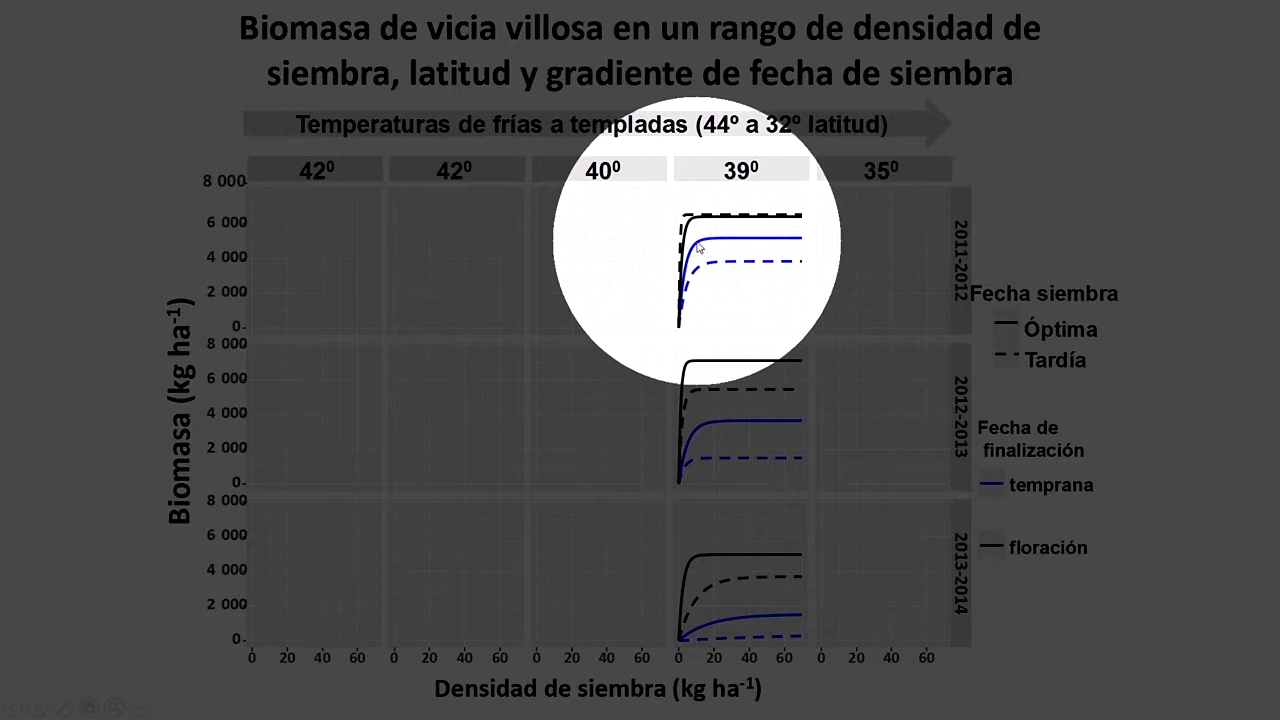 Biomasa de vicia villosa en un rango de densidad de
siembra, latitud y gradiente de fecha de siembra
Temperaturas de frías a templadas (44º a 32º latitud)
42⁰ 42⁰ 40⁰ 39⁰ 35⁰
8 000
6 000
4 000
2 000
0
2011-2012
8 000
6 000
4 000
2 000
0
2012-2013
8 000
6 000
4 000
2 000
0
2013-2014
Biomasa (kg ha⁻¹)
0 20 40 60 0 20 40 60 0 20 40 60 0 20 40 60 0 20 40 60
Densidad de siembra (kg ha⁻¹)
Fecha siembra
Óptima
Tardía
Fecha de
finalización
temprana
floración